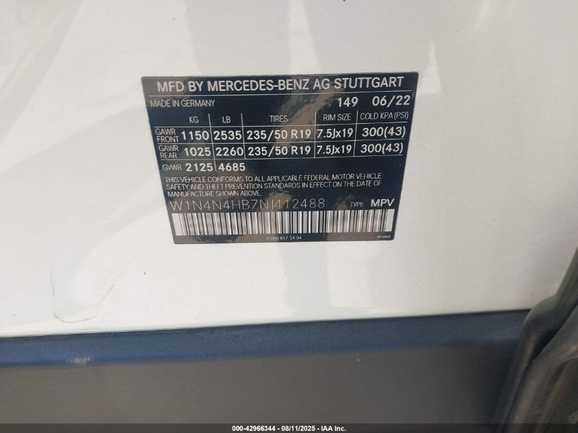 MFD BY MERCEDES-BENZ AG STUTTGART
MADE IN GERMANY 149 06/22
KG LB TIRES RIM SIZE COLD KPA (PSI)
GAWR FRONT 1150 2535 235/50 R19 7.5Jx19 300(43)
GAWR REAR 1025 2260 235/50 R19 7.5Jx19 300(43)
GVWR 2125 4685
THIS VEHICLE CONFORMS TO ALL APPLICABLE FEDERAL MOTOR VEHICLE
SAFETY AND THEFT PREVENTION STANDARDS IN EFFECT ON THE DATE
OF MANUFACTURE SHOWN ABOVE.
W1N4N4HB7NJ412488 TYPE: MPV
000-42966344 - 08/11/2025 - IAA Inc.